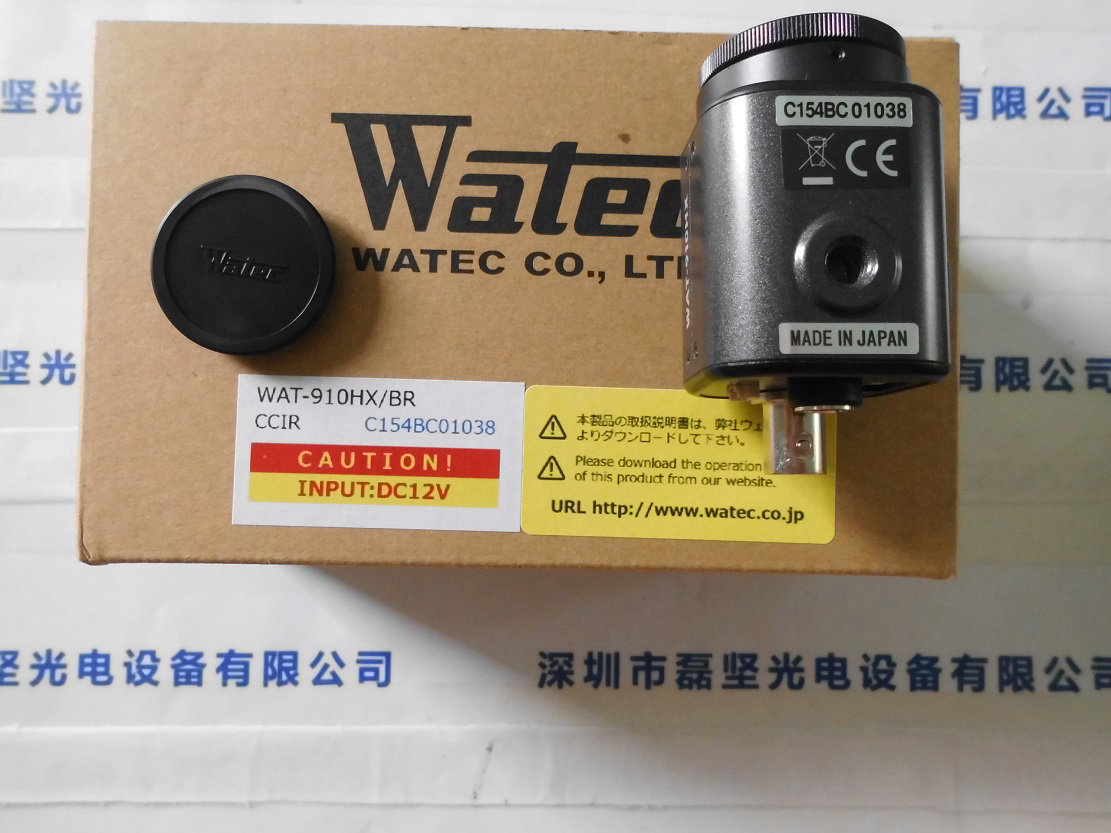 坚光
有限公司
C154BC 01038
CE
Watec
WATEC CO., LT
Watec
MADE IN JAPAN
坚光
有限公司
WAT-910HX/BR
CCIR C154BC01038
CAUTION!
INPUT:DC12V
本製品の取扱説明書は、弊社ウェ
よりダウンロードして下さい。
Please download the operation
of this product from our website.
URL http://www.watec.co.jp
坚光电设备有限公司
深圳市磊坚光电设备有限公司